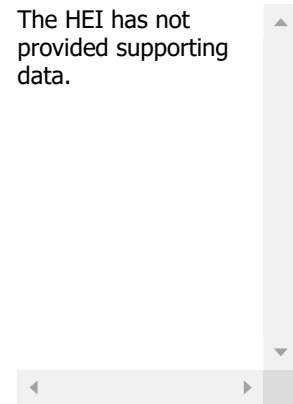 The HEI has not
provided supporting
data.